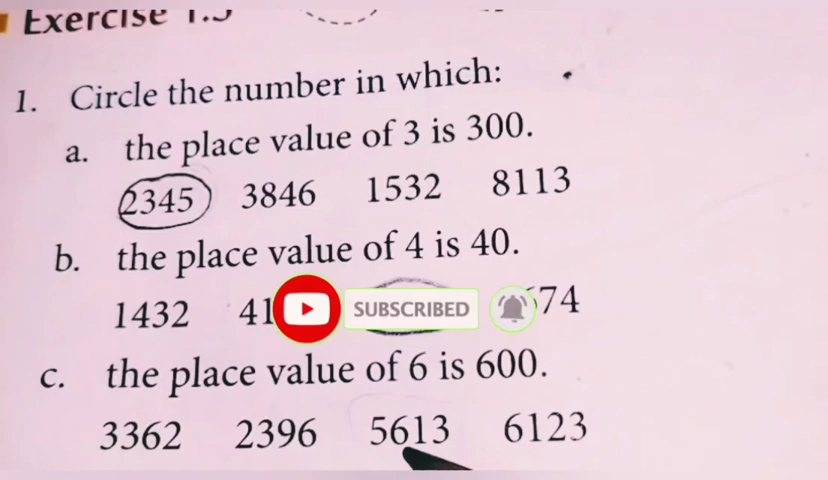 Exercise 1.3
1. Circle the number in which:
a. the place value of 3 is 300.
2345 3846 1532 8113
b. the place value of 4 is 40.
1432 SUBSCRIBED
c. the place value of 6 is 600.
3362 2396 5613 6123